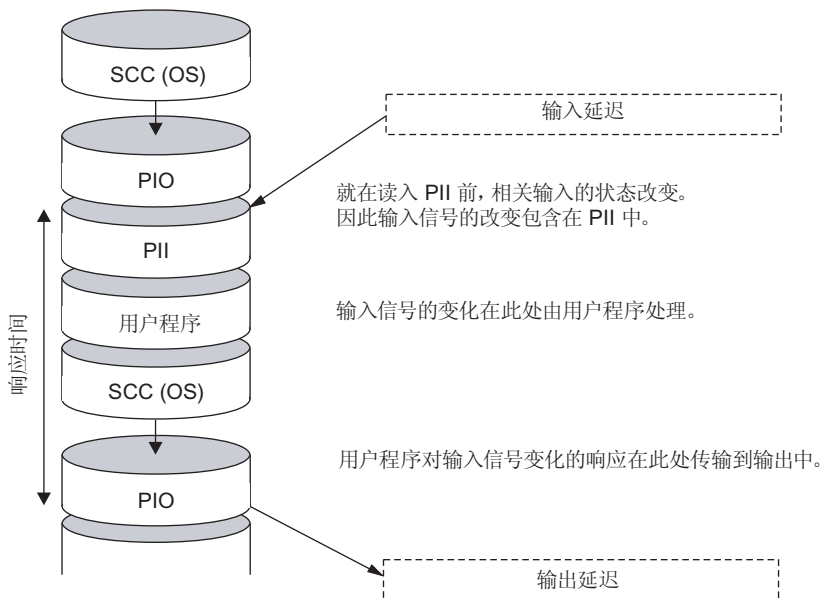 SCC (OS)
输入延迟
PIO
就在读入 PII 前, 相关输入的状态改变。
因此输入信号的改变包含在 PII 中。
PII
用户程序
输入信号的变化在此处由用户程序处理。
响应时间
SCC (OS)
用户程序对输入信号变化的响应在此处传输到输出中。
PIO
输出延迟